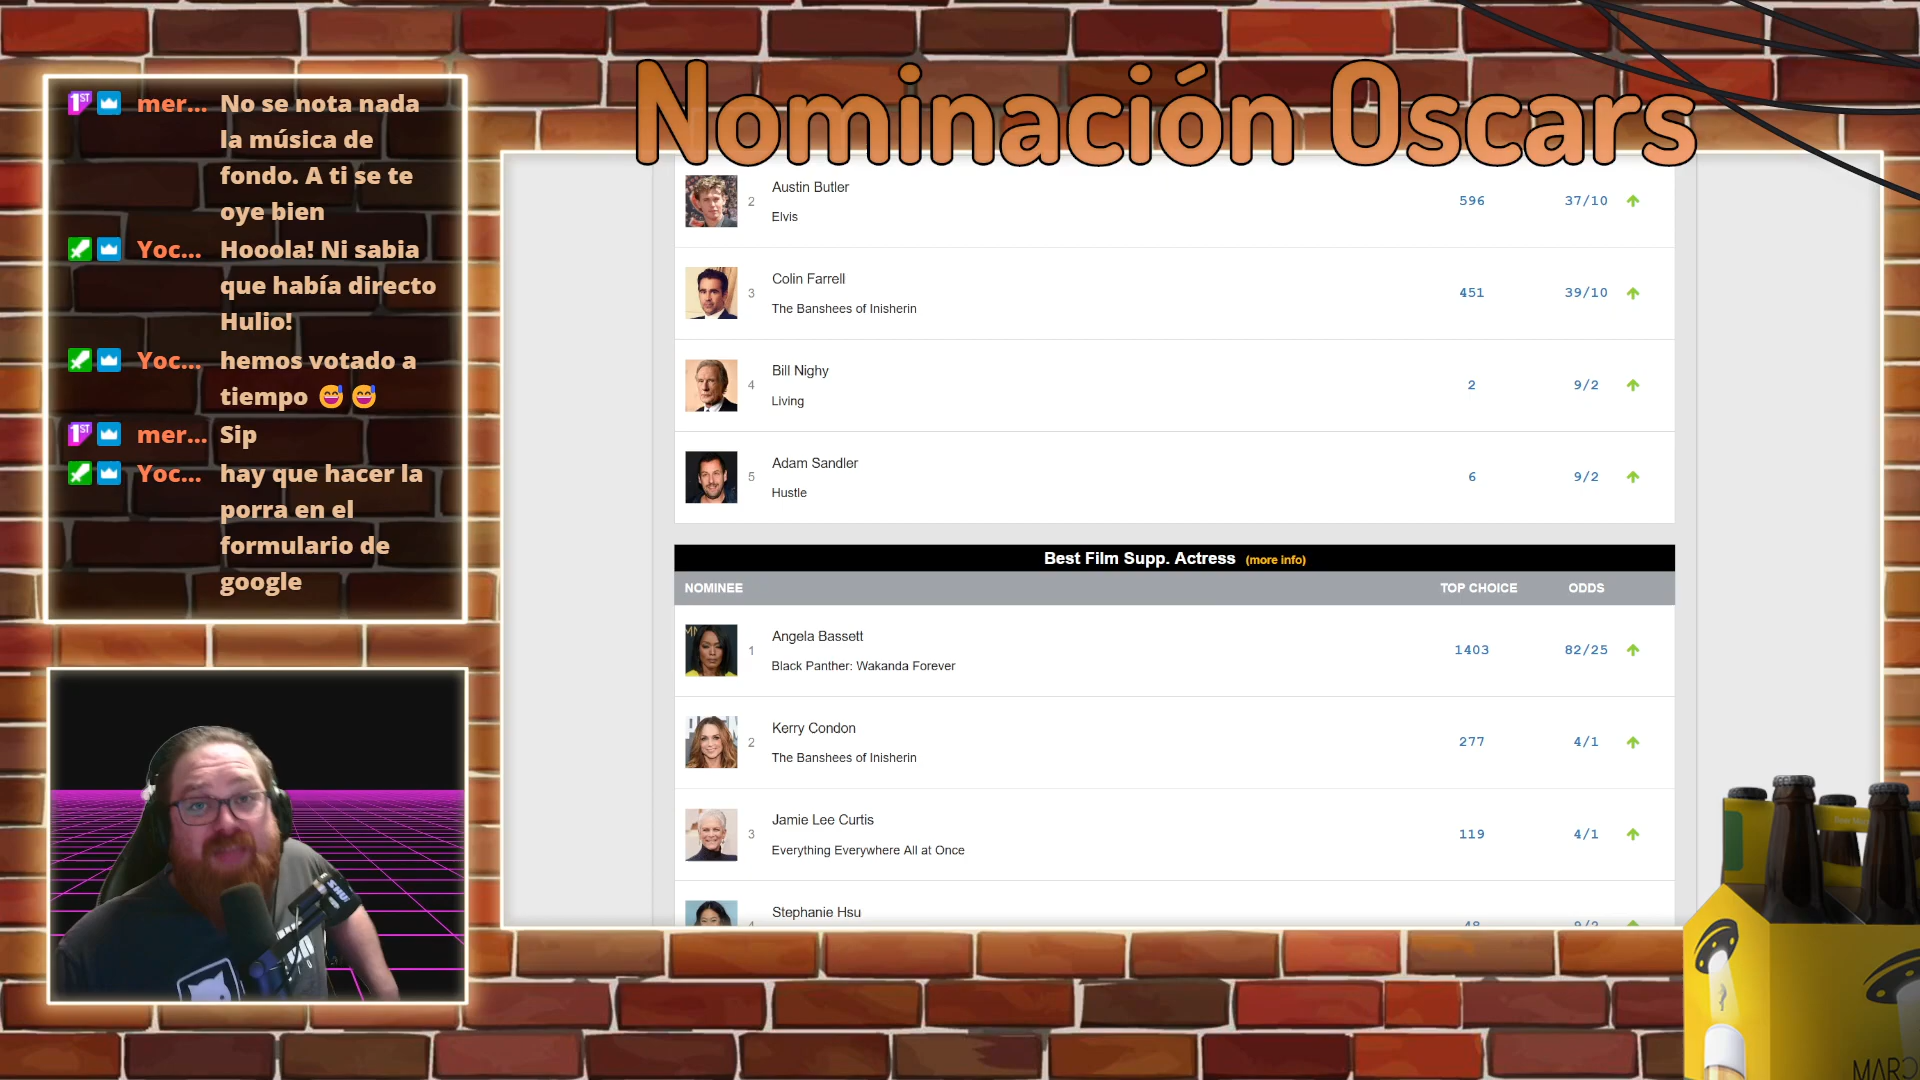 Nominación Oscars
mer... No se nota nada
la música de
fondo. A ti se te
oye bien
Yoc... Hooola! Ni sabia
que había directo
Hulio!
Yoc... hemos votado a
tiempo 😅 😅
mer... Sip
Yoc... hay que hacer la
porra en el
formulario de
google
2 Austin Butler 596 37/10
Elvis
3 Colin Farrell 451 39/10
The Banshees of Inisherin
4 Bill Nighy 2 9/2
Living
5 Adam Sandler 6 9/2
Hustle
Best Film Supp. Actress (more info)
NOMINEE TOP CHOICE ODDS
1 Angela Bassett 1403 82/25
Black Panther: Wakanda Forever
2 Kerry Condon 277 4/1
The Banshees of Inisherin
3 Jamie Lee Curtis 119 4/1
Everything Everywhere All at Once
Stephanie Hsu